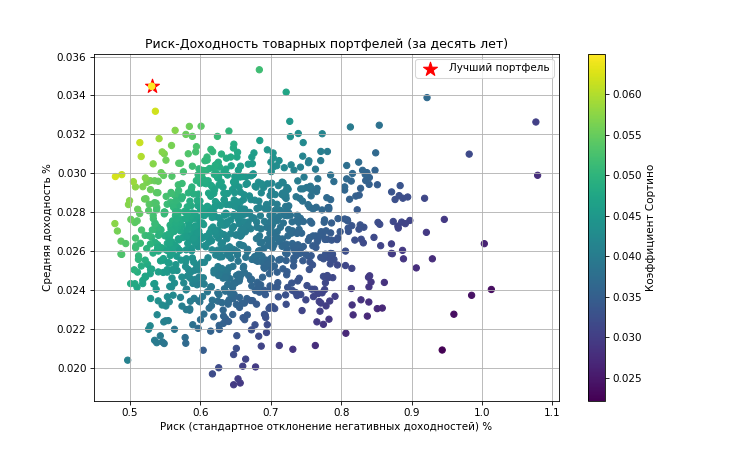 Риск-Доходность товарных портфелей (за десять лет)
Лучший портфель
Средняя доходность %
0.036
0.034
0.032
0.030
0.028
0.026
0.024
0.022
0.020
0.5 0.6 0.7 0.8 0.9 1.0 1.1
Риск (стандартное отклонение негативных доходностей) %
0.060
0.055
0.050
0.045
0.040
0.035
0.030
0.025
Коэффициент Сортино